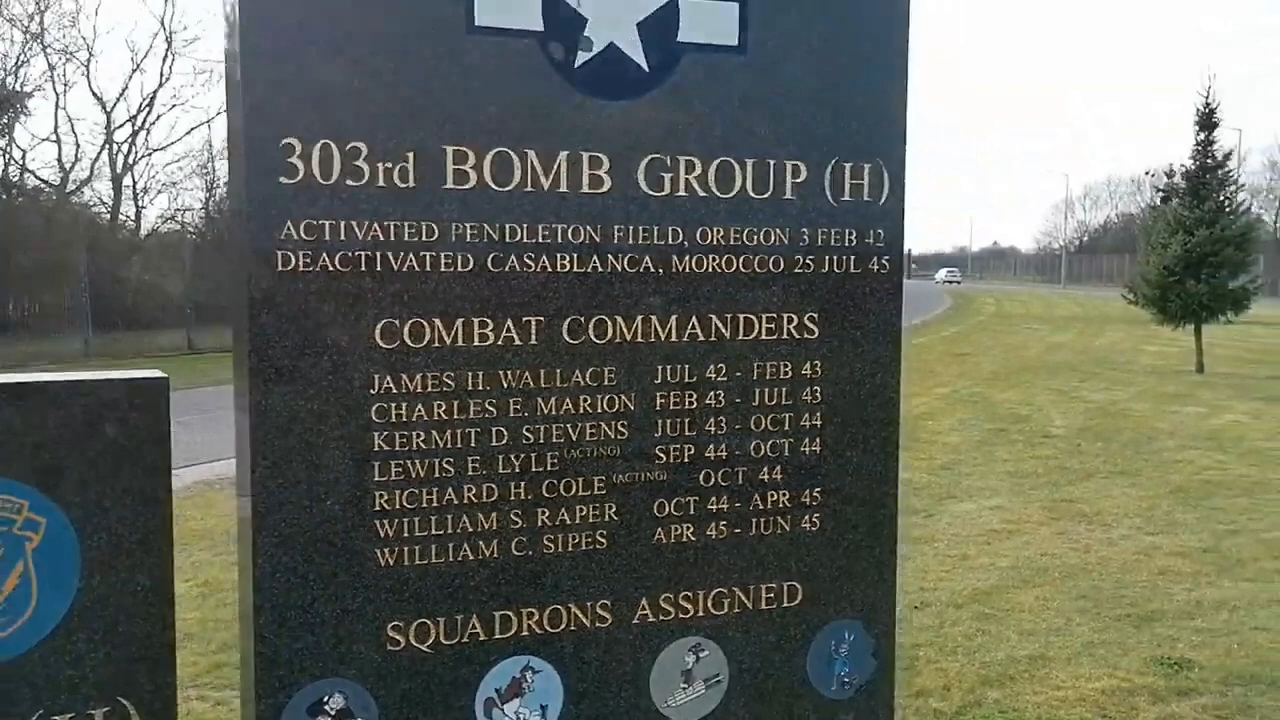 303rd BOMB GROUP (H)
ACTIVATED PENDLETON FIELD, OREGON 3 FEB 42
DEACTIVATED CASABLANCA, MOROCCO 25 JUL 45
COMBAT COMMANDERS
JAMES H. WALLACE JUL 42 - FEB 43
CHARLES E. MARION FEB 43 - JUL 43
KERMIT D. STEVENS JUL 43 - OCT 44
LEWIS E. LYLE (ACTING) SEP 44 - OCT 44
RICHARD H. COLE (ACTING) OCT 44
WILLIAM S. RAPER OCT 44 - APR 45
WILLIAM C. SIPES APR 45 - JUN 45
SQUADRONS ASSIGNED
(H)